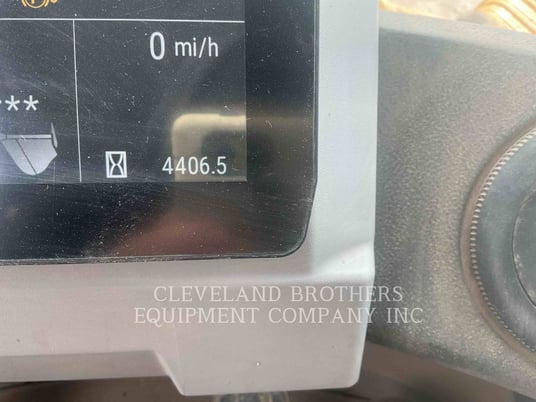 0 mi/h
***
4406.5
CLEVELAND BROTHERS
EQUIPMENT COMPANY INC